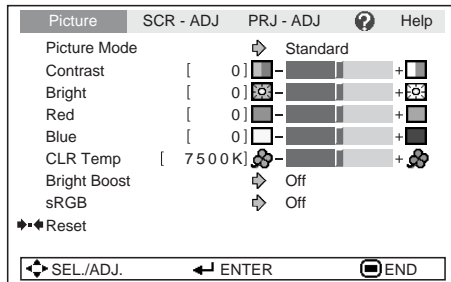 Picture SCR - ADJ PRJ - ADJ ? Help
Picture Mode Standard
Contrast [ 0] - +
Bright [ 0] - +
Red [ 0] - +
Blue [ 0] - +
CLR Temp [ 7500K] - +
Bright Boost Off
sRGB Off
Reset
SEL./ADJ. ENTER END